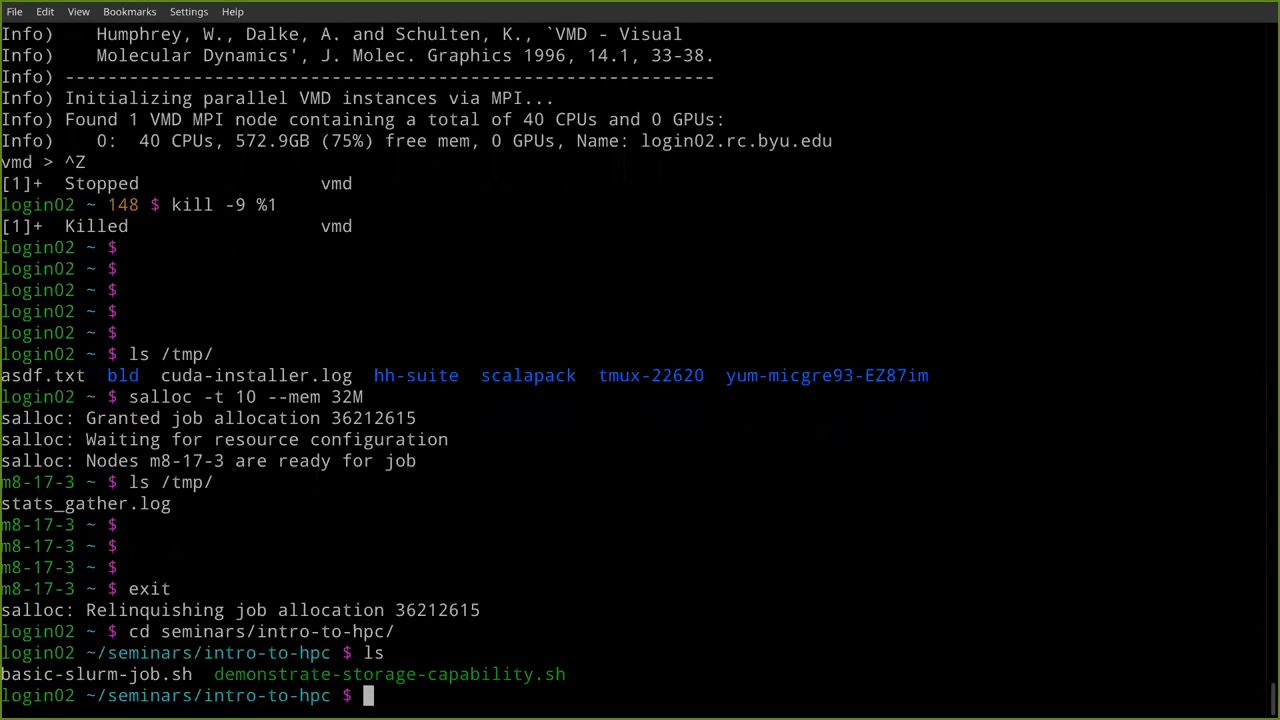 File Edit View Bookmarks Settings Help
Info)    Humphrey, W., Dalke, A. and Schulten, K., `VMD - Visual
Info)    Molecular Dynamics', J. Molec. Graphics 1996, 14.1, 33-38.
Info) -------------------------------------------------------------
Info) Initializing parallel VMD instances via MPI...
Info) Found 1 VMD MPI node containing a total of 40 CPUs and 0 GPUs:
Info)    0:  40 CPUs, 572.9GB (75%) free mem, 0 GPUs, Name: login02.rc.byu.edu
vmd > ^Z
[1]+  Stopped                 vmd
login02 ~ 148 $ kill -9 %1
[1]+  Killed                  vmd
login02 ~ $
login02 ~ $
login02 ~ $
login02 ~ $
login02 ~ $
login02 ~ $ ls /tmp/
asdf.txt  bld  cuda-installer.log  hh-suite  scalapack  tmux-22620  yum-micgre93-EZ87im
login02 ~ $ salloc -t 10 --mem 32M
salloc: Granted job allocation 36212615
salloc: Waiting for resource configuration
salloc: Nodes m8-17-3 are ready for job
m8-17-3 ~ $ ls /tmp/
stats_gather.log
m8-17-3 ~ $
m8-17-3 ~ $
m8-17-3 ~ $
m8-17-3 ~ $ exit
salloc: Relinquishing job allocation 36212615
login02 ~ $ cd seminars/intro-to-hpc/
login02 ~/seminars/intro-to-hpc $ ls
basic-slurm-job.sh  demonstrate-storage-capability.sh
login02 ~/seminars/intro-to-hpc $